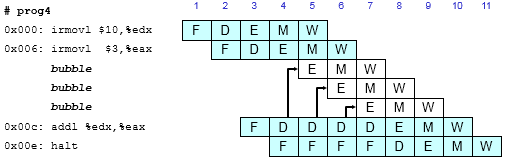 # prog4
1 2 3 4 5 6 7 8 9 10 11
0x000: irmovl $10,%edx F D E M W
0x006: irmovl $3,%eax F D E M W
bubble E M W
bubble E M W
bubble E M W
0x00c: addl %edx,%eax F D D D D E M W
0x00e: halt F F F F D E M W